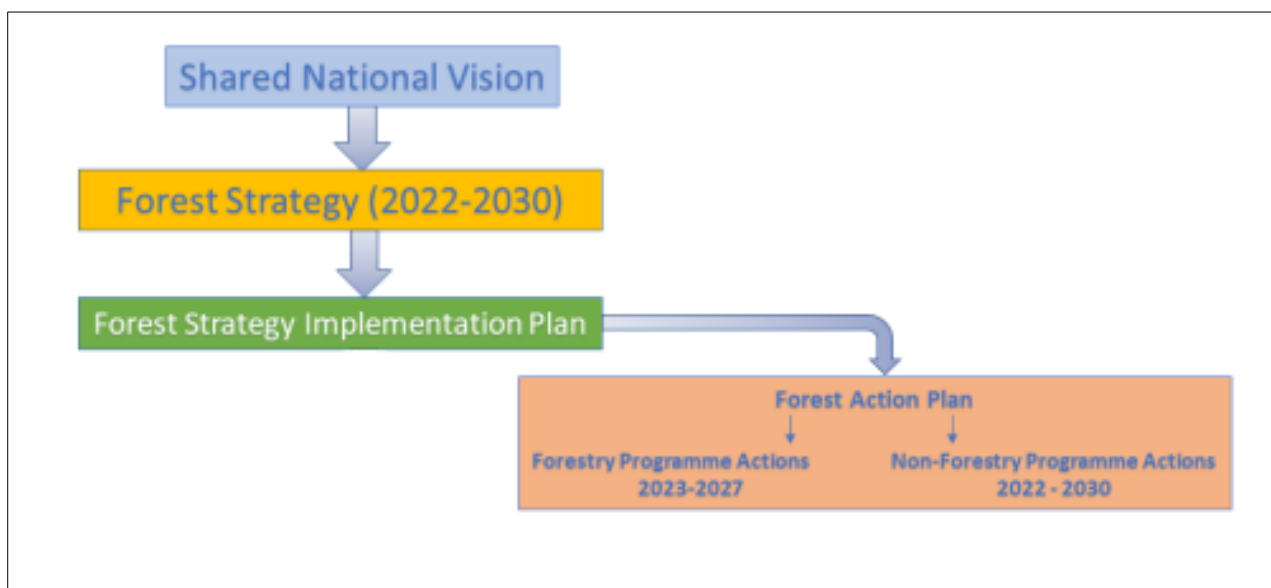 Shared National Vision
Forest Strategy (2022-2030)
Forest Strategy Implementation Plan
Forest Action Plan
Forestry Programme Actions
2023-2027
Non-Forestry Programme Actions
2022 - 2030